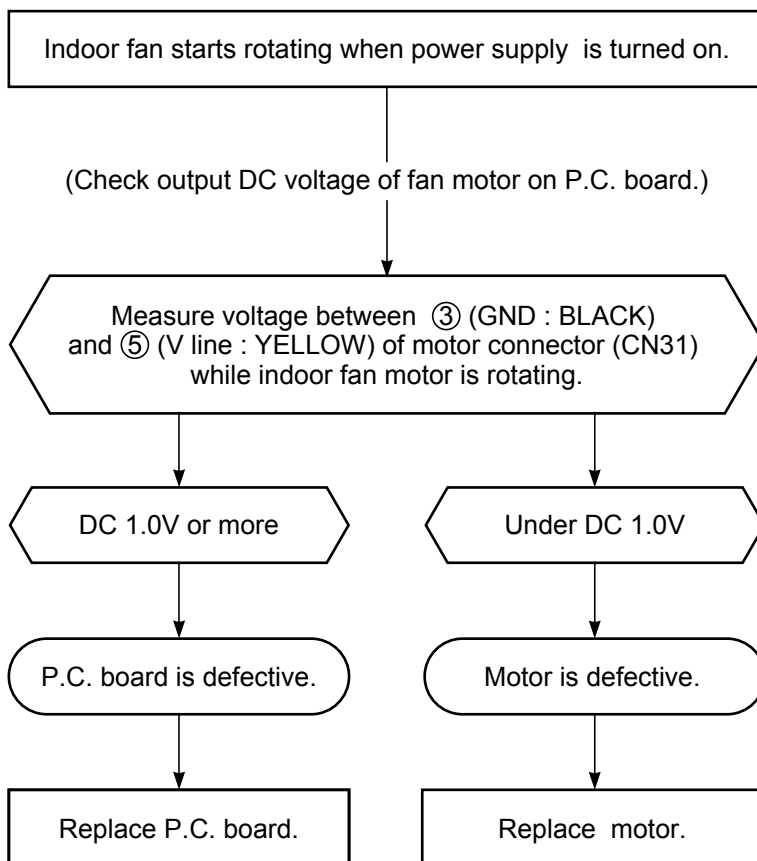 Indoor fan starts rotating when power supply is turned on.
(Check output DC voltage of fan motor on P.C. board.)
Measure voltage between ③ (GND : BLACK)
and ⑤ (V line : YELLOW) of motor connector (CN31)
while indoor fan motor is rotating.
DC 1.0V or more
Under DC 1.0V
P.C. board is defective.
Motor is defective.
Replace P.C. board.
Replace motor.